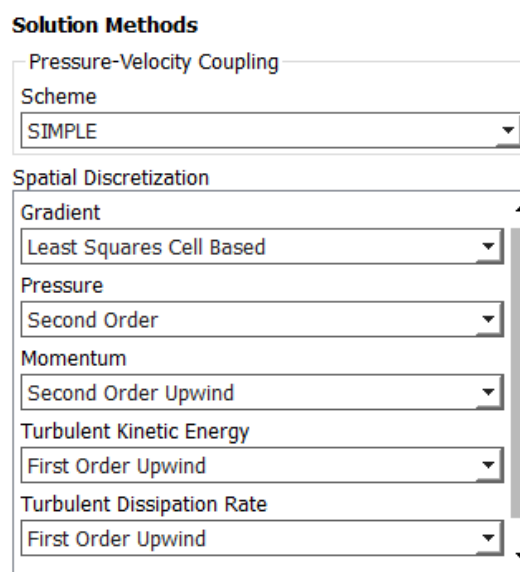 Solution Methods
Pressure-Velocity Coupling
Scheme
SIMPLE
Spatial Discretization
Gradient
Least Squares Cell Based
Pressure
Second Order
Momentum
Second Order Upwind
Turbulent Kinetic Energy
First Order Upwind
Turbulent Dissipation Rate
First Order Upwind